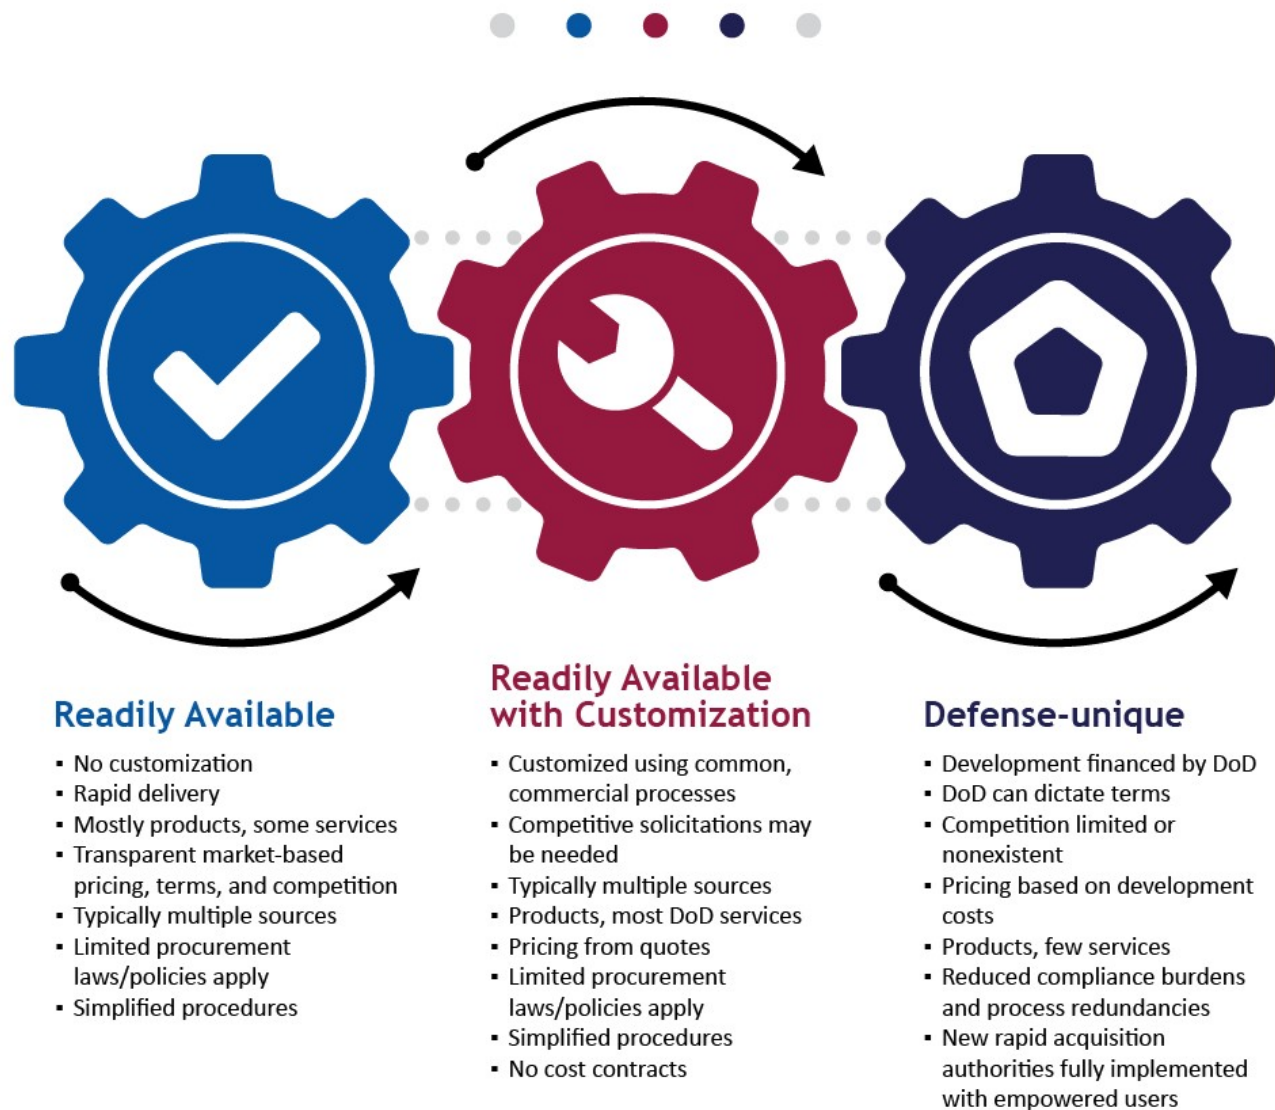 Readily Available
▪ No customization
▪ Rapid delivery
▪ Mostly products, some services
▪ Transparent market-based
pricing, terms, and competition
▪ Typically multiple sources
▪ Limited procurement
laws/policies apply
▪ Simplified procedures
Readily Available
with Customization
▪ Customized using common,
commercial processes
▪ Competitive solicitations may
be needed
▪ Typically multiple sources
▪ Products, most DoD services
▪ Pricing from quotes
▪ Limited procurement
laws/policies apply
▪ Simplified procedures
▪ No cost contracts
Defense-unique
▪ Development financed by DoD
▪ DoD can dictate terms
▪ Competition limited or
nonexistent
▪ Pricing based on development
costs
▪ Products, few services
▪ Reduced compliance burdens
and process redundancies
▪ New rapid acquisition
authorities fully implemented
with empowered users